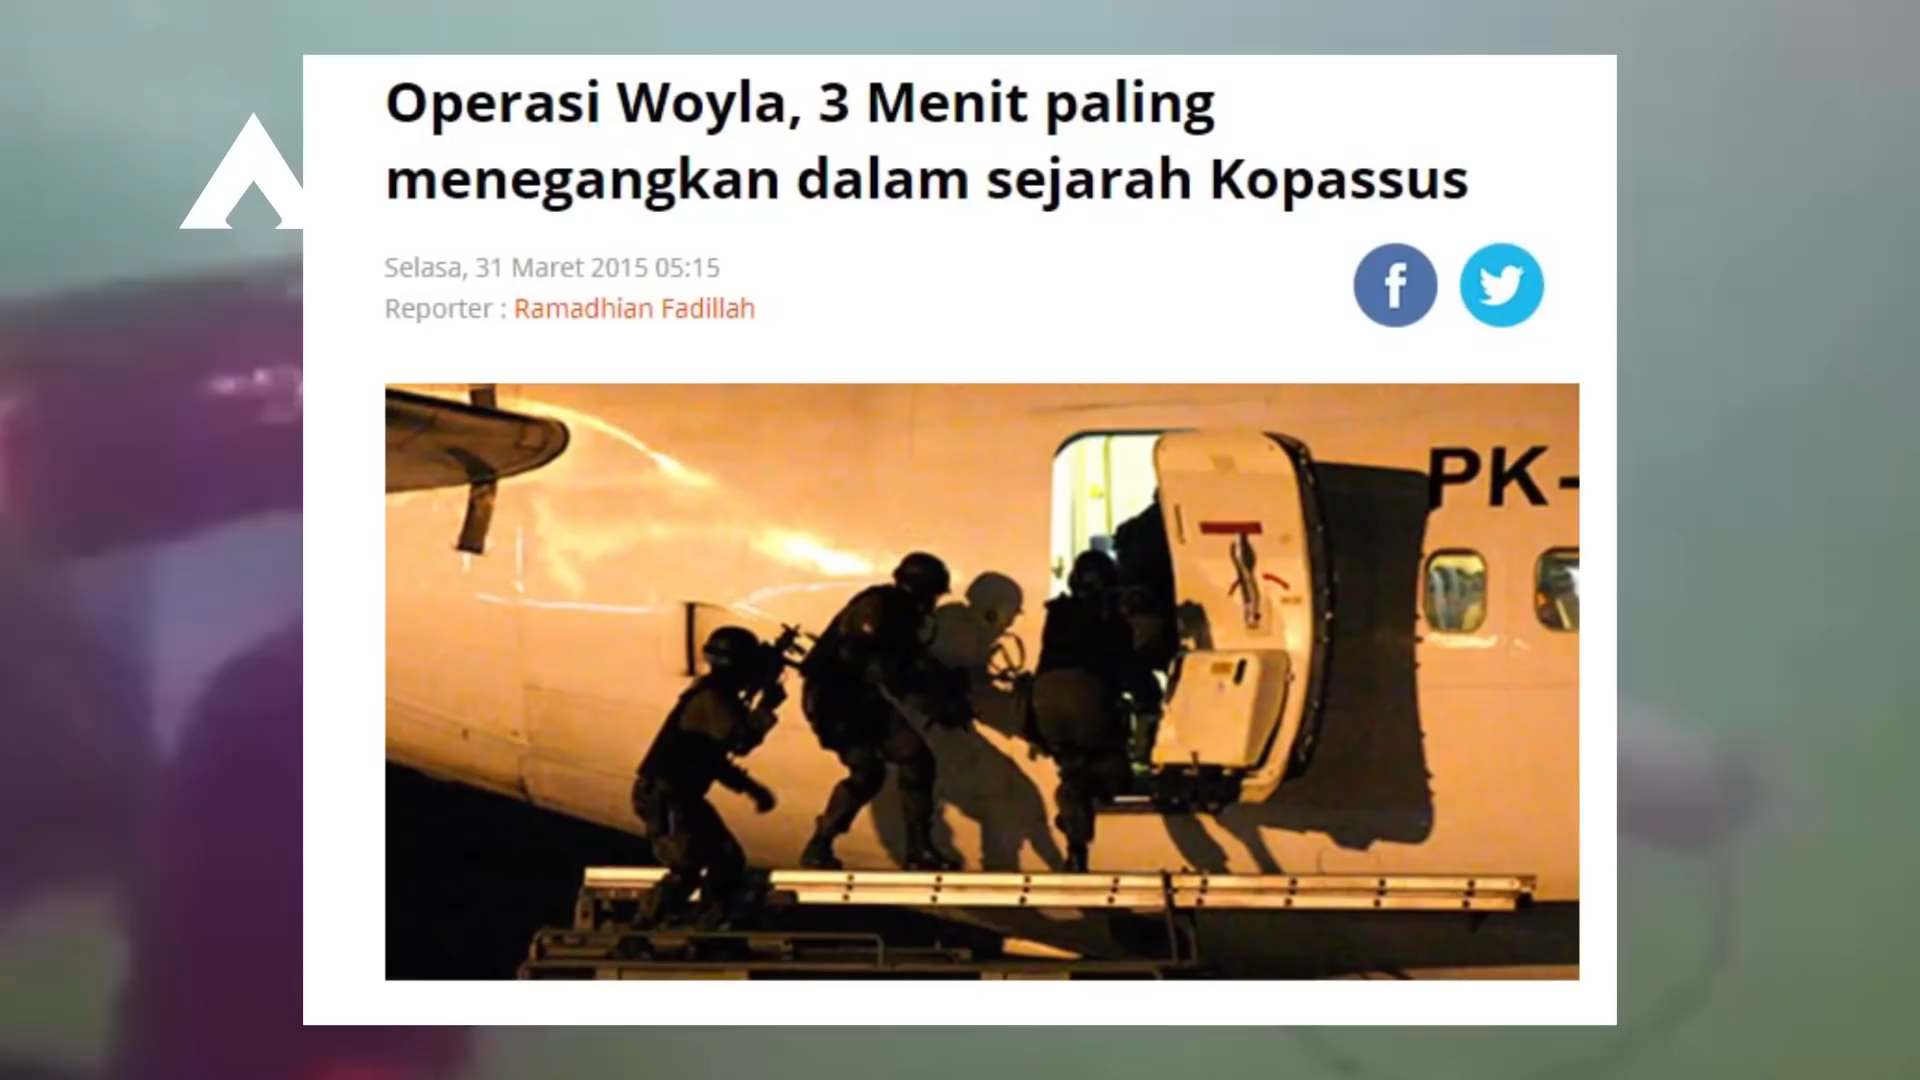 Operasi Woyla, 3 Menit paling
menegangkan dalam sejarah Kopassus
Selasa, 31 Maret 2015 05:15
Reporter : Ramadhian Fadillah
PK-